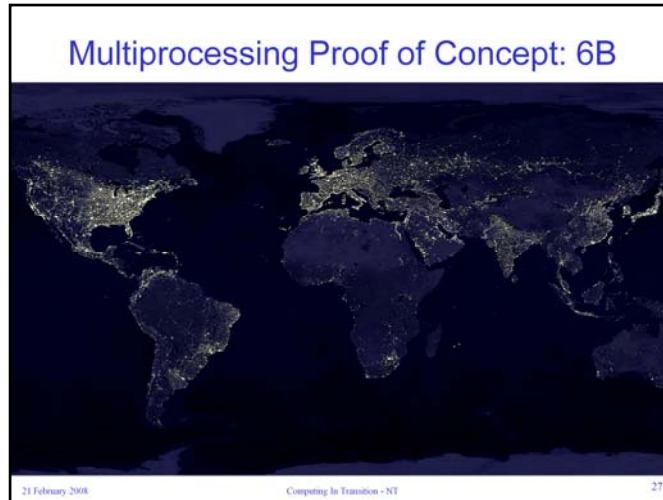 Multiprocessing Proof of Concept: 6B
21 February 2008
Computing In Transition - NT
27